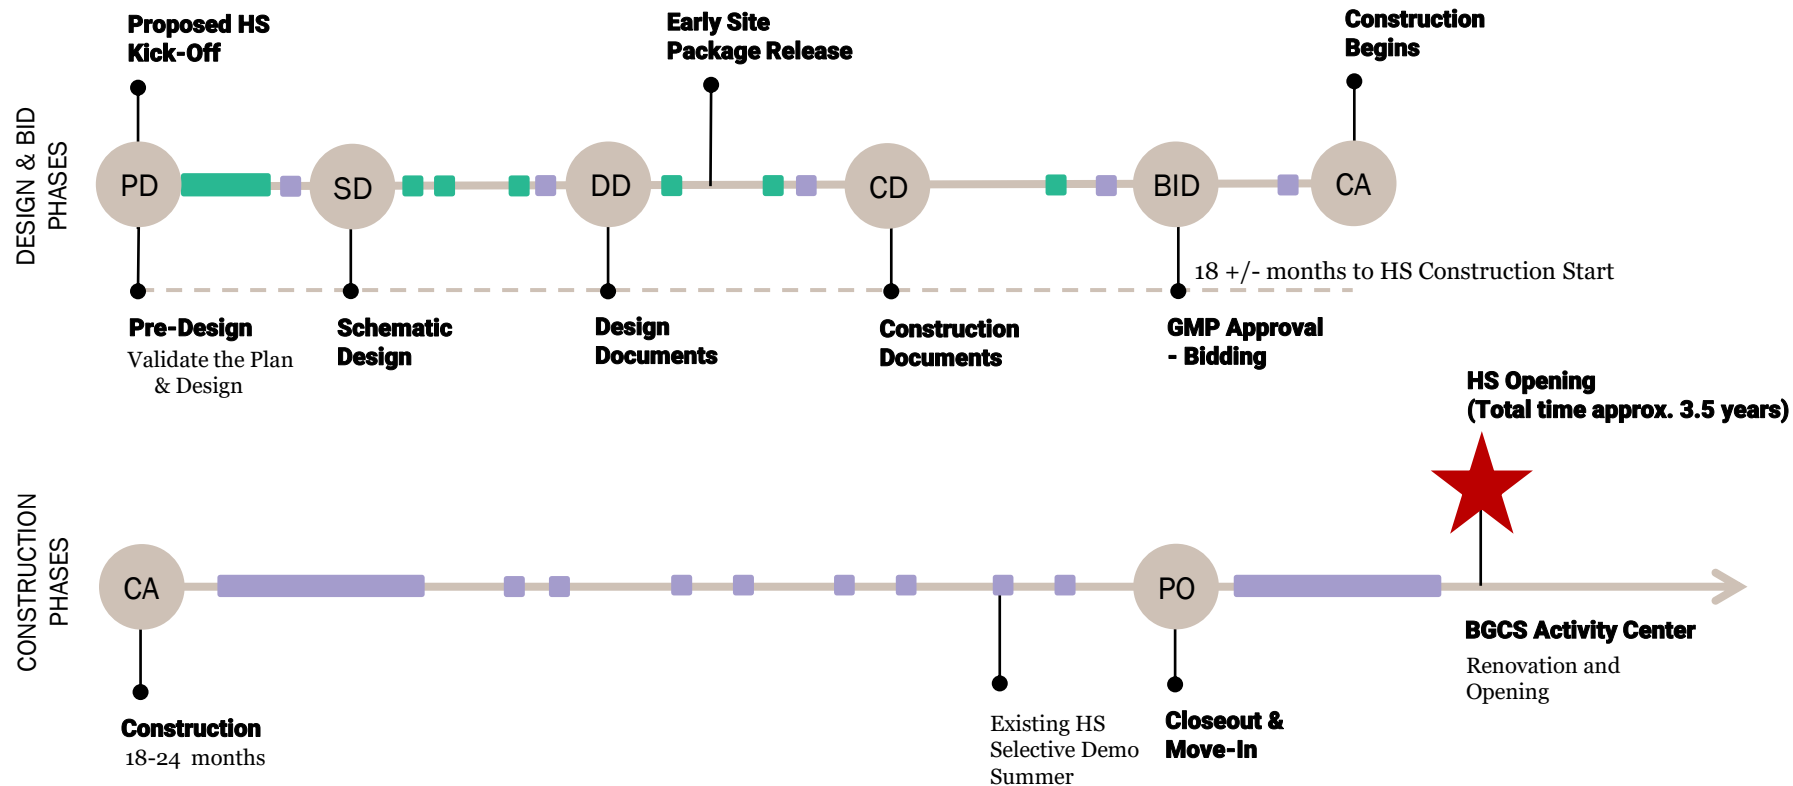 Proposed HS
Kick-Off
Early Site
Package Release
Construction
Begins
DESIGN & BID
PHASES
PD
SD
DD
CD
BID
CA
18 +/- months to HS Construction Start
Pre-Design
Validate the Plan
& Design
Schematic
Design
Design
Documents
Construction
Documents
GMP Approval
- Bidding
HS Opening
(Total time approx. 3.5 years)
CONSTRUCTION
PHASES
CA
PO
Construction
18-24 months
Existing HS
Selective Demo
Summer
Closeout &
Move-In
BGCS Activity Center
Renovation and
Opening